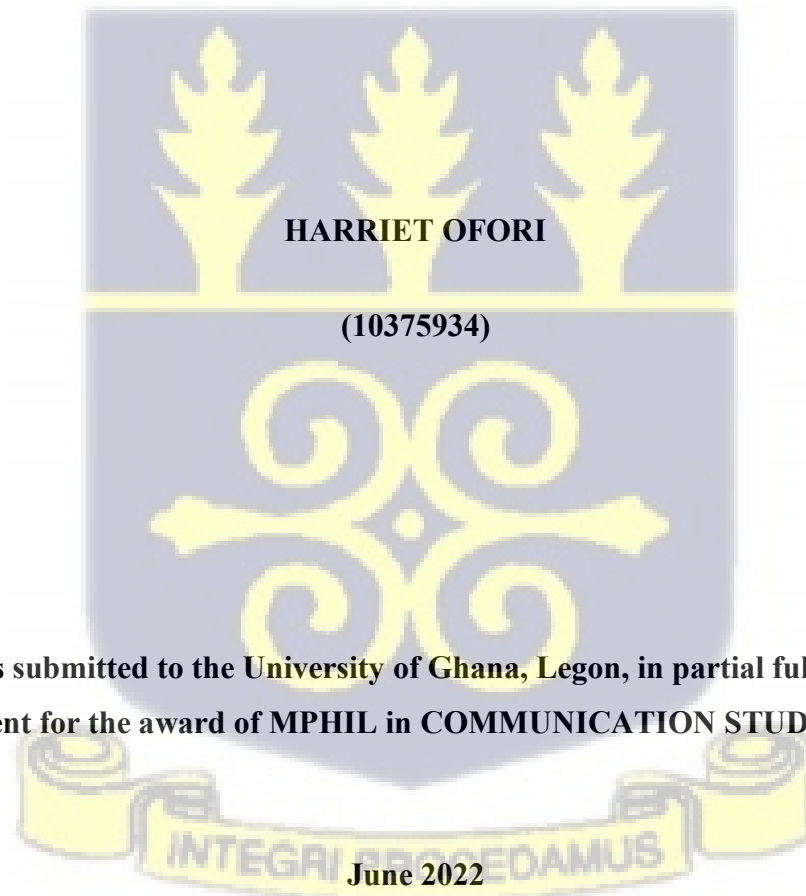 HARRIET OFORI
(10375934)
s submitted to the University of Ghana, Legon, in partial ful
ent for the award of MPHIL in COMMUNICATION STUD
INTEGRI PROCEDAMUS
June 2022